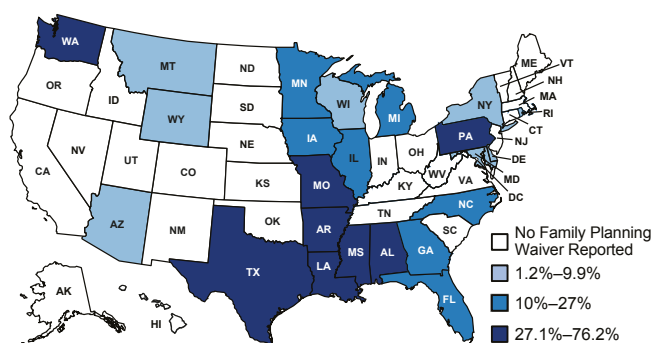 WA
ME
MT
ND
VT
OR
MN
NH
ID
SD
WI
NY
MA
WY
MI
RI
CT
IA
PA
NJ
NE
NV
OH
DE
UT
IL
IN
MD
CA
CO
WV
VA
DC
KS
MO
KY
NC
TN
AZ
NM
OK
AR
SC
MS
AL
GA
TX
LA
FL
AK
HI
No Family Planning
Waiver Reported
1.2%–9.9%
10%–27%
27.1%–76.2%